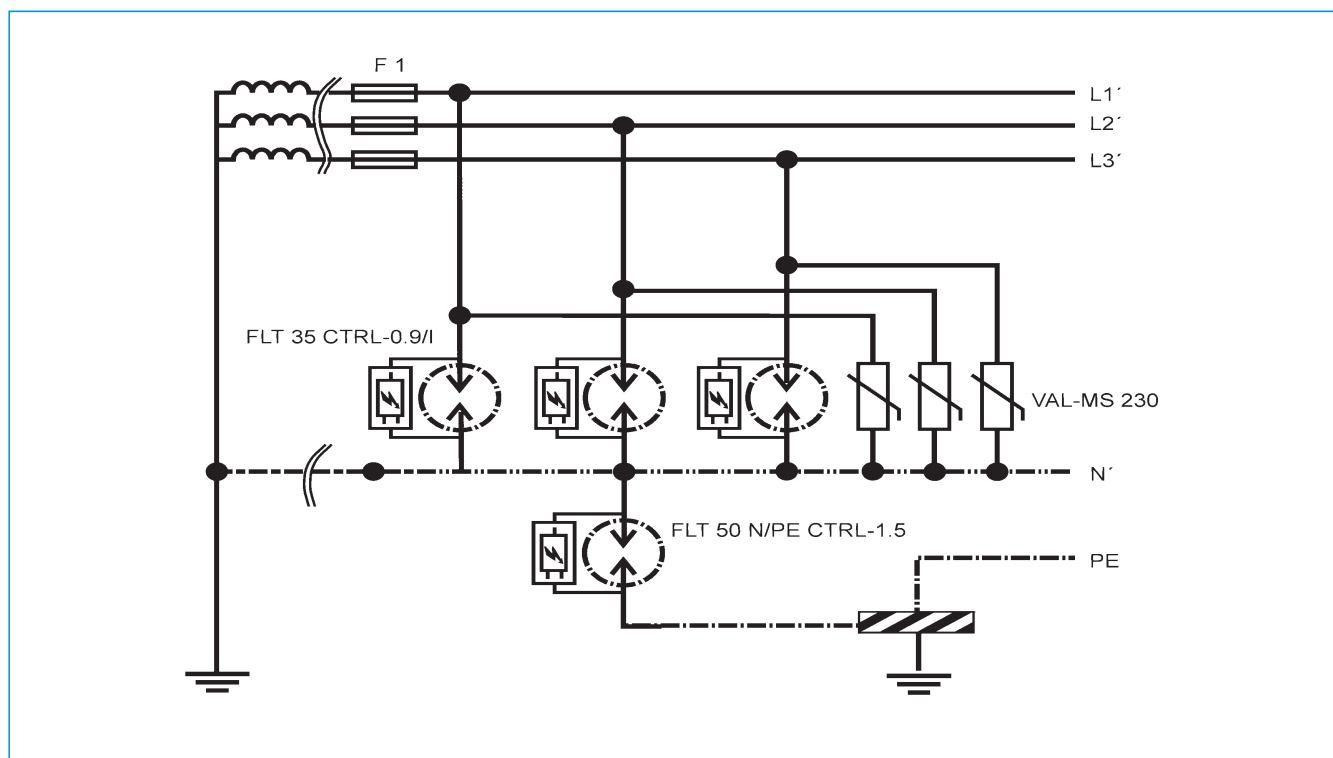 F 1
L1´
L2´
L3´
FLT 35 CTRL-0.9/I
VAL-MS 230
N´
FLT 50 N/PE CTRL-1.5
PE